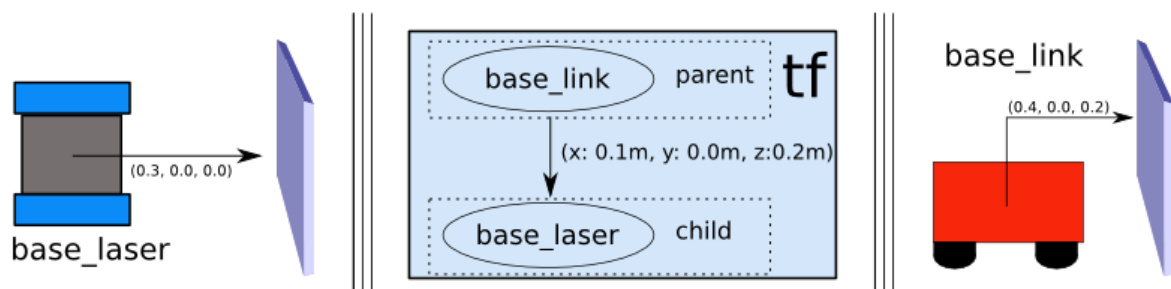 (0.3, 0.0, 0.0)
base_laser
base_link
parent
tf
(x: 0.1m, y: 0.0m, z:0.2m)
base_laser
child
base_link
(0.4, 0.0, 0.2)